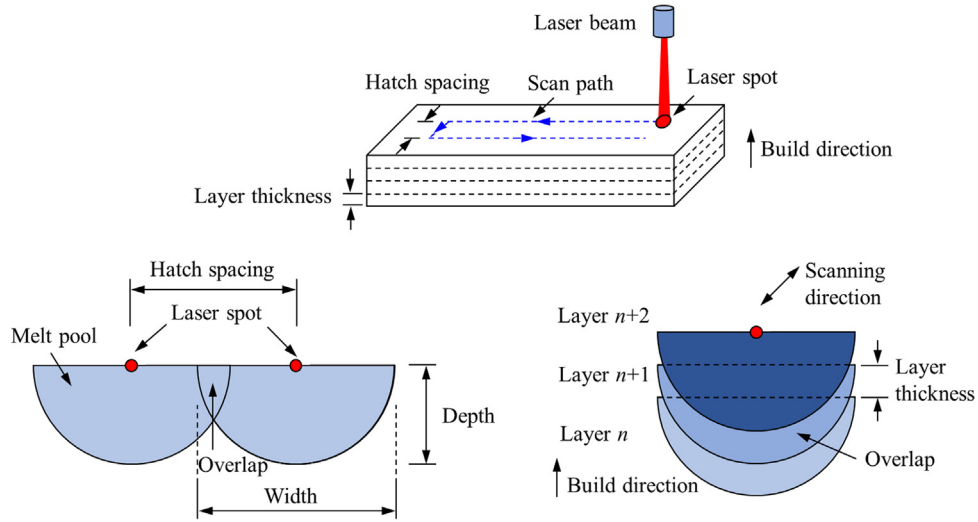 Laser beam
Hatch spacing
Scan path
Laser spot
Build direction
Layer thickness
Hatch spacing
Laser spot
Melt pool
Depth
Overlap
Width
Scanning
direction
Layer n+2
Layer n+1
Layer
thickness
Layer n
Overlap
Build direction